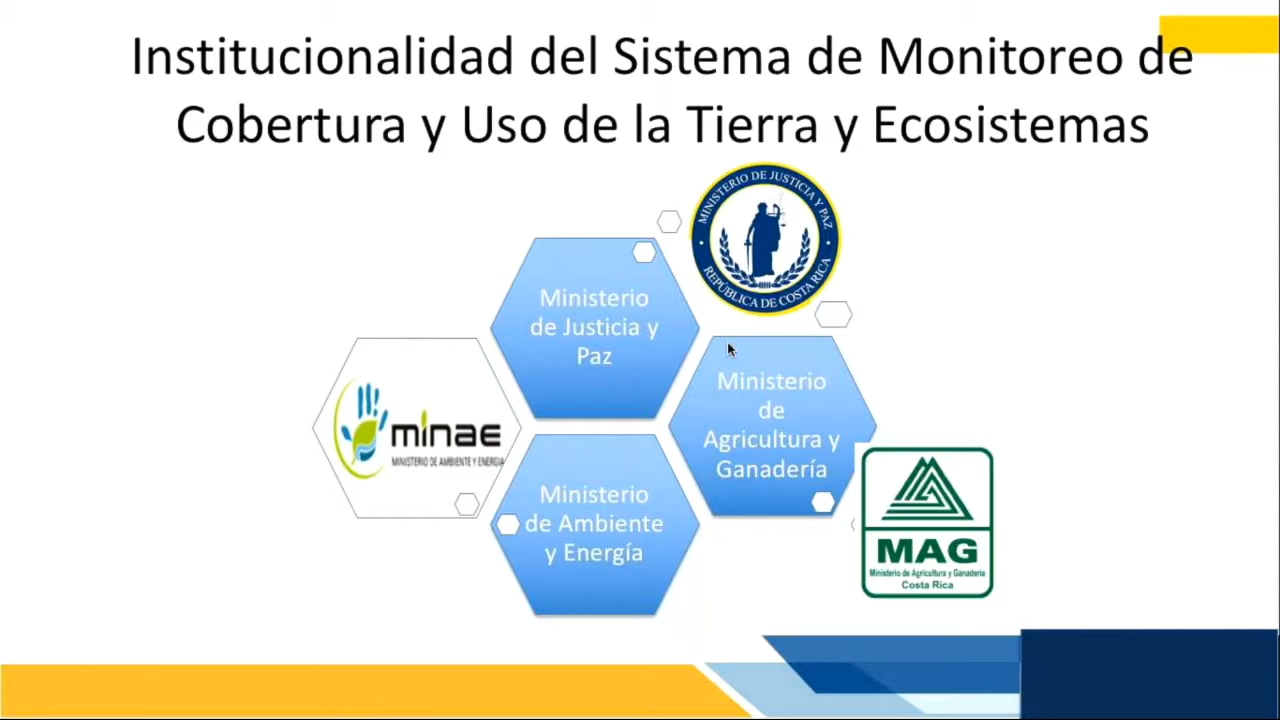 Institucionalidad del Sistema de Monitoreo de
Cobertura y Uso de la Tierra y Ecosistemas
MINISTERIO DE JUSTICIA Y PAZ
REPÚBLICA DE COSTA RICA
Ministerio
de Justicia y
Paz
Ministerio
de
Agricultura y
Ganadería
minae
MINISTERIO DE AMBIENTE Y ENERGIA
Ministerio
de Ambiente
y Energía
MAG
Ministerio de Agricultura y Ganadería
Costa Rica